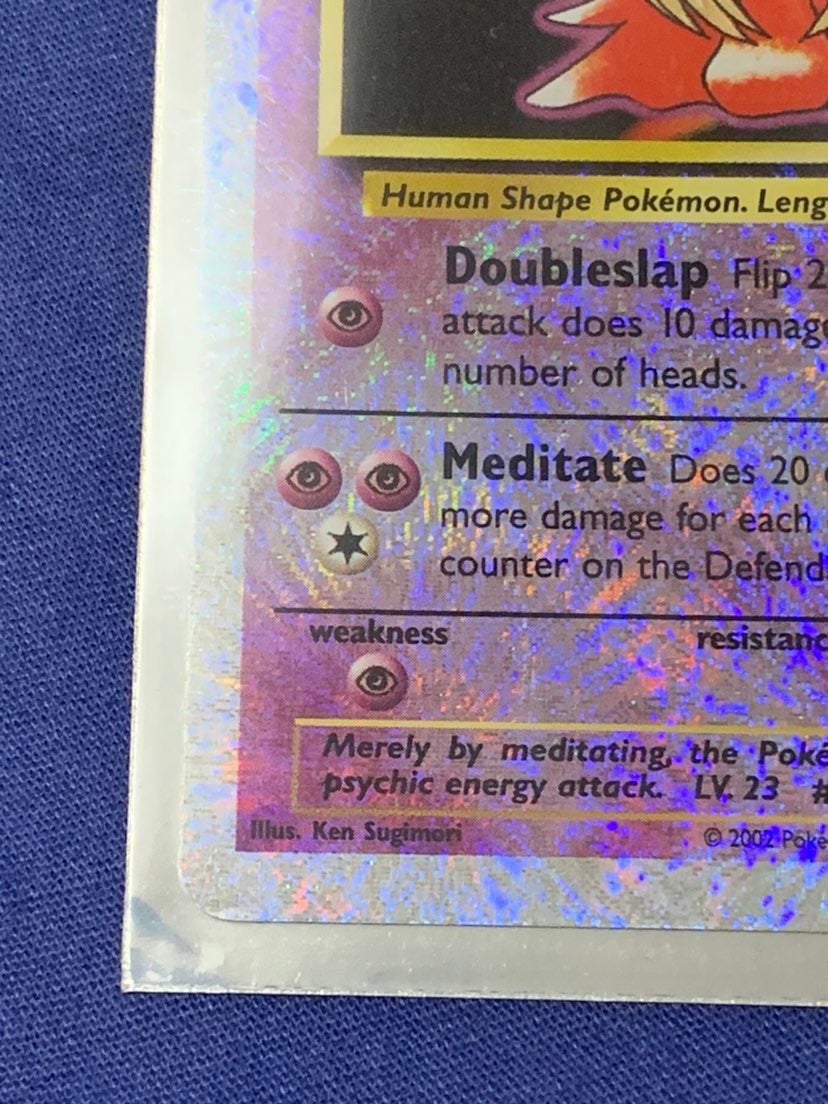 Human Shape Pokémon. Leng
Doubleslap Flip 2
attack does 10 damage
number of heads.
Meditate Does 20
more damage for each
counter on the Defend
weakness
resistanc
Merely by meditating, the Poké
psychic energy attack. LV. 23 #
Illus. Ken Sugimori
© 2002 Poké